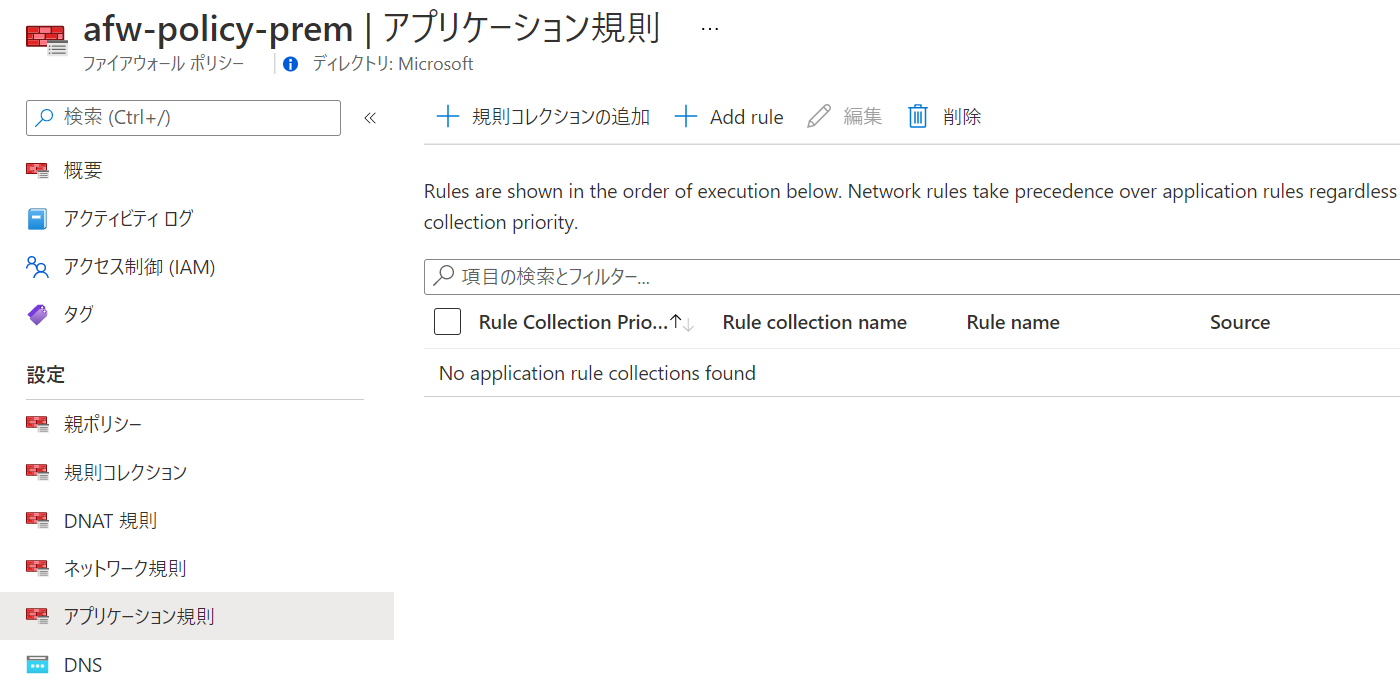 afw-policy-prem | アプリケーション規則 …
ファイアウォール ポリシー ディレクトリ: Microsoft
検索 (Ctrl+/) «
規則コレクションの追加 Add rule 編集 削除
概要
アクティビティ ログ
アクセス制御 (IAM)
タグ
設定
親ポリシー
規則コレクション
DNAT 規則
ネットワーク規則
アプリケーション規則
DNS
Rules are shown in the order of execution below. Network rules take precedence over application rules regardless
collection priority.
項目の検索とフィルター...
Rule Collection Prio...↑↓ Rule collection name Rule name Source
No application rule collections found